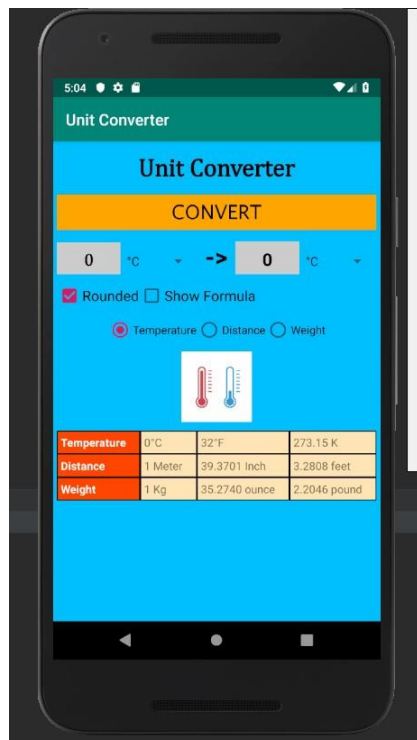 5:04
Unit Converter
Unit Converter
CONVERT
0 °C -> 0 °C
Rounded Show Formula
Temperature Distance Weight
Temperature 0°C 32°F 273.15 K
Distance 1 Meter 39.3701 Inch 3.2808 feet
Weight 1 Kg 35.2740 ounce 2.2046 pound